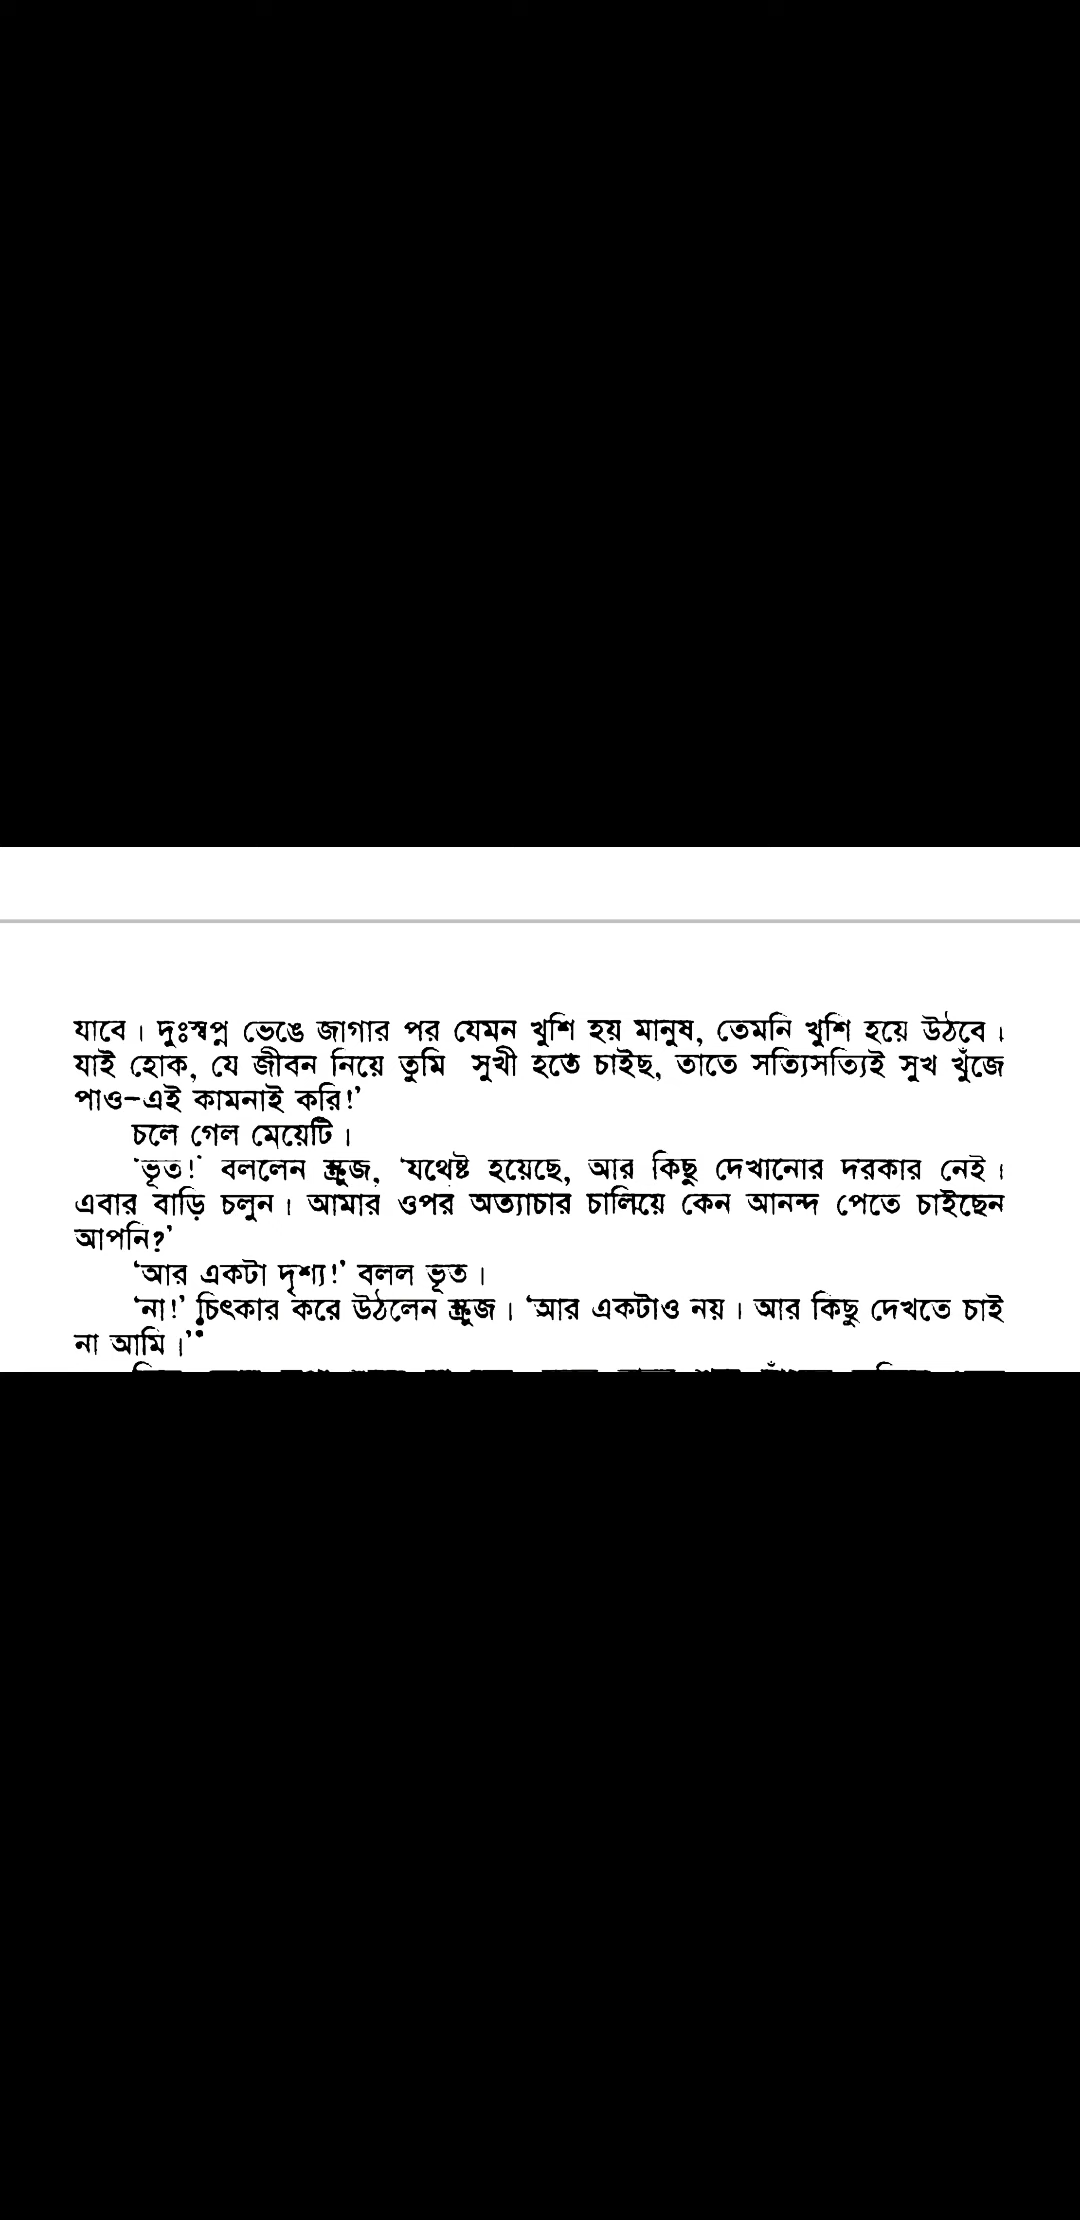 যাবে। দুঃস্বপ্ন ভেঙে জাগার পর যেমন খুশি হয় মানুষ, তেমনি খুশি হয়ে উঠবে।
যাই হোক, যে জীবন নিয়ে তুমি সুখী হতে চাইছ, তাতে সত্যিসত্যিই সুখ খুঁজে
পাও–এই কামনাই করি!’
চলে গেল মেয়েটি।
‘ভূত!’ বললেন স্ক্রুজ, ‘যথেষ্ট হয়েছে, আর কিছু দেখানোর দরকার নেই।
এবার বাড়ি চলুন। আমার ওপর অত্যাচার চালিয়ে কেন আনন্দ পেতে চাইছেন
আপনি?’
‘আর একটা দৃশ্য!’ বলল ভূত।
‘না!’ চিৎকার করে উঠলেন স্ক্রুজ। ‘আর একটাও নয়। আর কিছু দেখতে চাই
না আমি।’